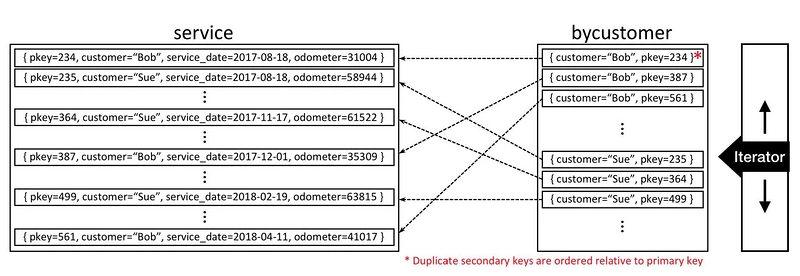 service
{ pkey=234, customer=“Bob”, service_date=2017-08-18, odometer=31004 }
{ pkey=235, customer=“Sue”, service_date=2017-08-18, odometer=58944 }
⋮
{ pkey=364, customer=“Sue”, service_date=2017-11-17, odometer=61522 }
⋮
{ pkey=387, customer=“Bob”, service_date=2017-12-01, odometer=35309 }
⋮
{ pkey=499, customer=“Sue”, service_date=2018-02-19, odometer=63815 }
⋮
{ pkey=561, customer=“Bob”, service_date=2018-04-11, odometer=41017 }
bycustomer
{ customer=“Bob”, pkey=234 }*
{ customer=“Bob”, pkey=387 }
{ customer=“Bob”, pkey=561 }
⋮
{ customer=“Sue”, pkey=235 }
{ customer=“Sue”, pkey=364 }
{ customer=“Sue”, pkey=499 }
⋮
Iterator
* Duplicate secondary keys are ordered relative to primary key